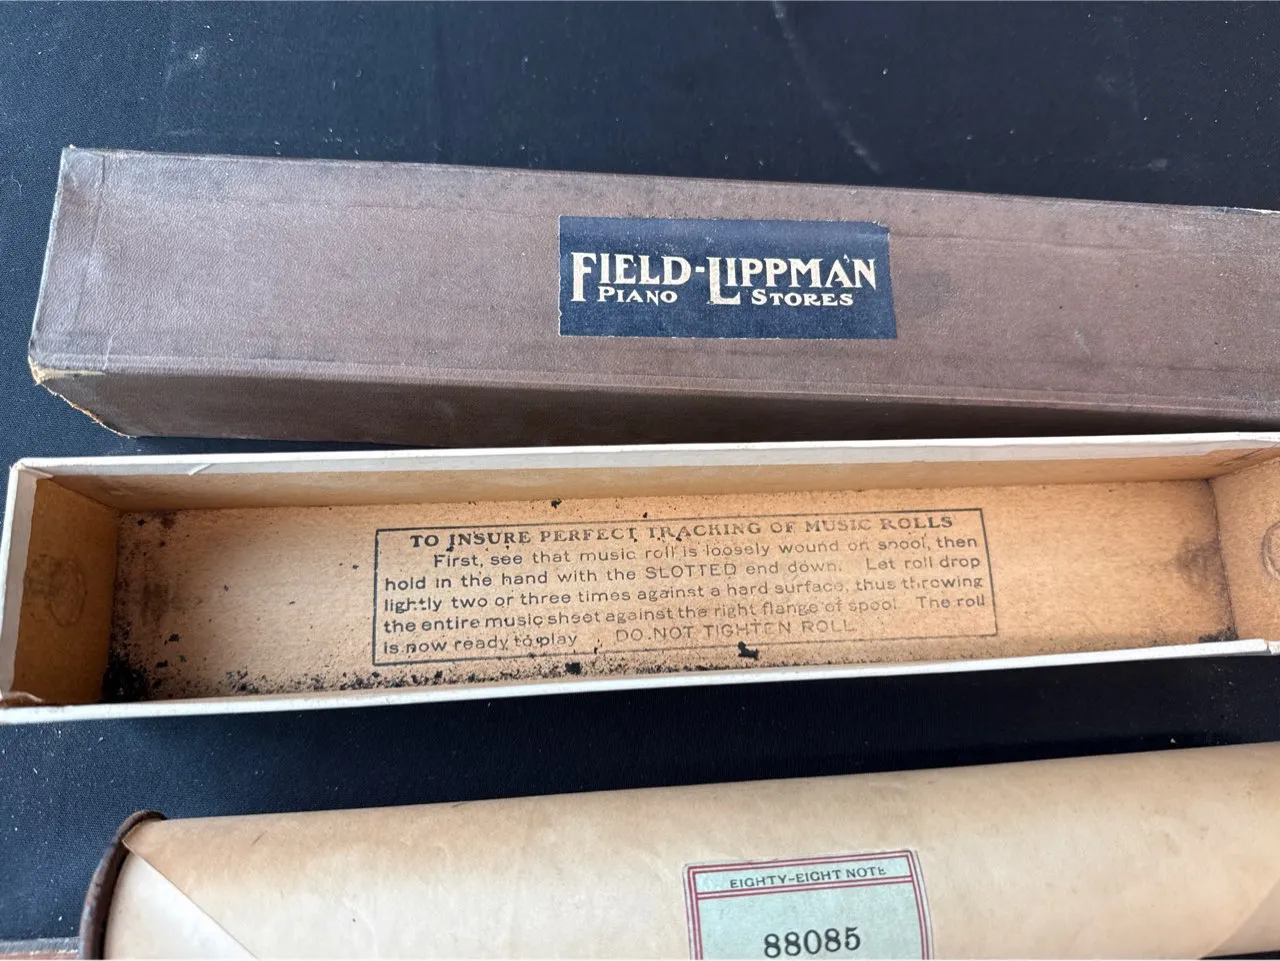 FIELD-LIPPMAN
PIANO STORES
TO INSURE PERFECT TRACKING OF MUSIC ROLLS
First, see that music roll is loosely wound on spool, then
hold in the hand with the SLOTTED end down. Let roll drop
lightly two or three times against a hard surface, thus throwing
the entire music sheet against the right flange of spool. The roll
is now ready to play. DO NOT TIGHTEN ROLL.
EIGHTY-EIGHT NOTE
88085